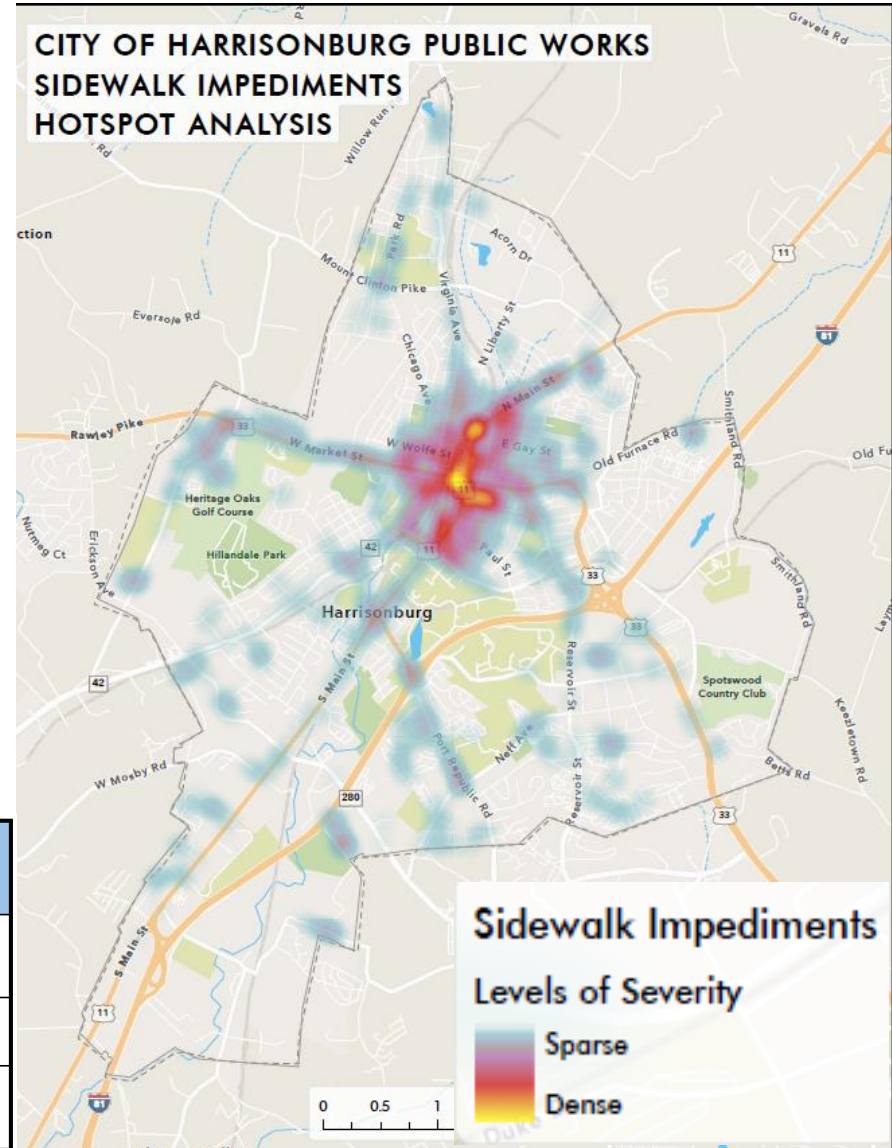 CITY OF HARRISONBURG PUBLIC WORKS
SIDEWALK IMPEDIMENTS
HOTSPOT ANALYSIS
Gravels Rd
Rd
Willow Run
ction
Park Rd
Acorn Dr
11
Mount Clinton Pike
Virginia Ave
Eversole Rd
N Liberty St
81
Chicago Ave
N Main St
Smithland Rd
Rawley Pike
33
W Market St
W Wolfe St
E Gay St
Old Furnace Rd
Old Fu
11
Heritage Oaks
Golf Course
Nutmeg Ct
Erickson Ave
Hillandale Park
42
11
Paul St
33
Smithland Rd
Harrisonburg
33
Reservoir St
S Main St
Spotswood
Country Club
42
Keezletown Rd
Neff Ave
Port Republic Rd
W Mosby Rd
Reservoir St
Betts Rd
280
33
S Main St
11
81
Sidewalk Impediments
Levels of Severity
Sparse
Dense
0 0.5 1
Duke